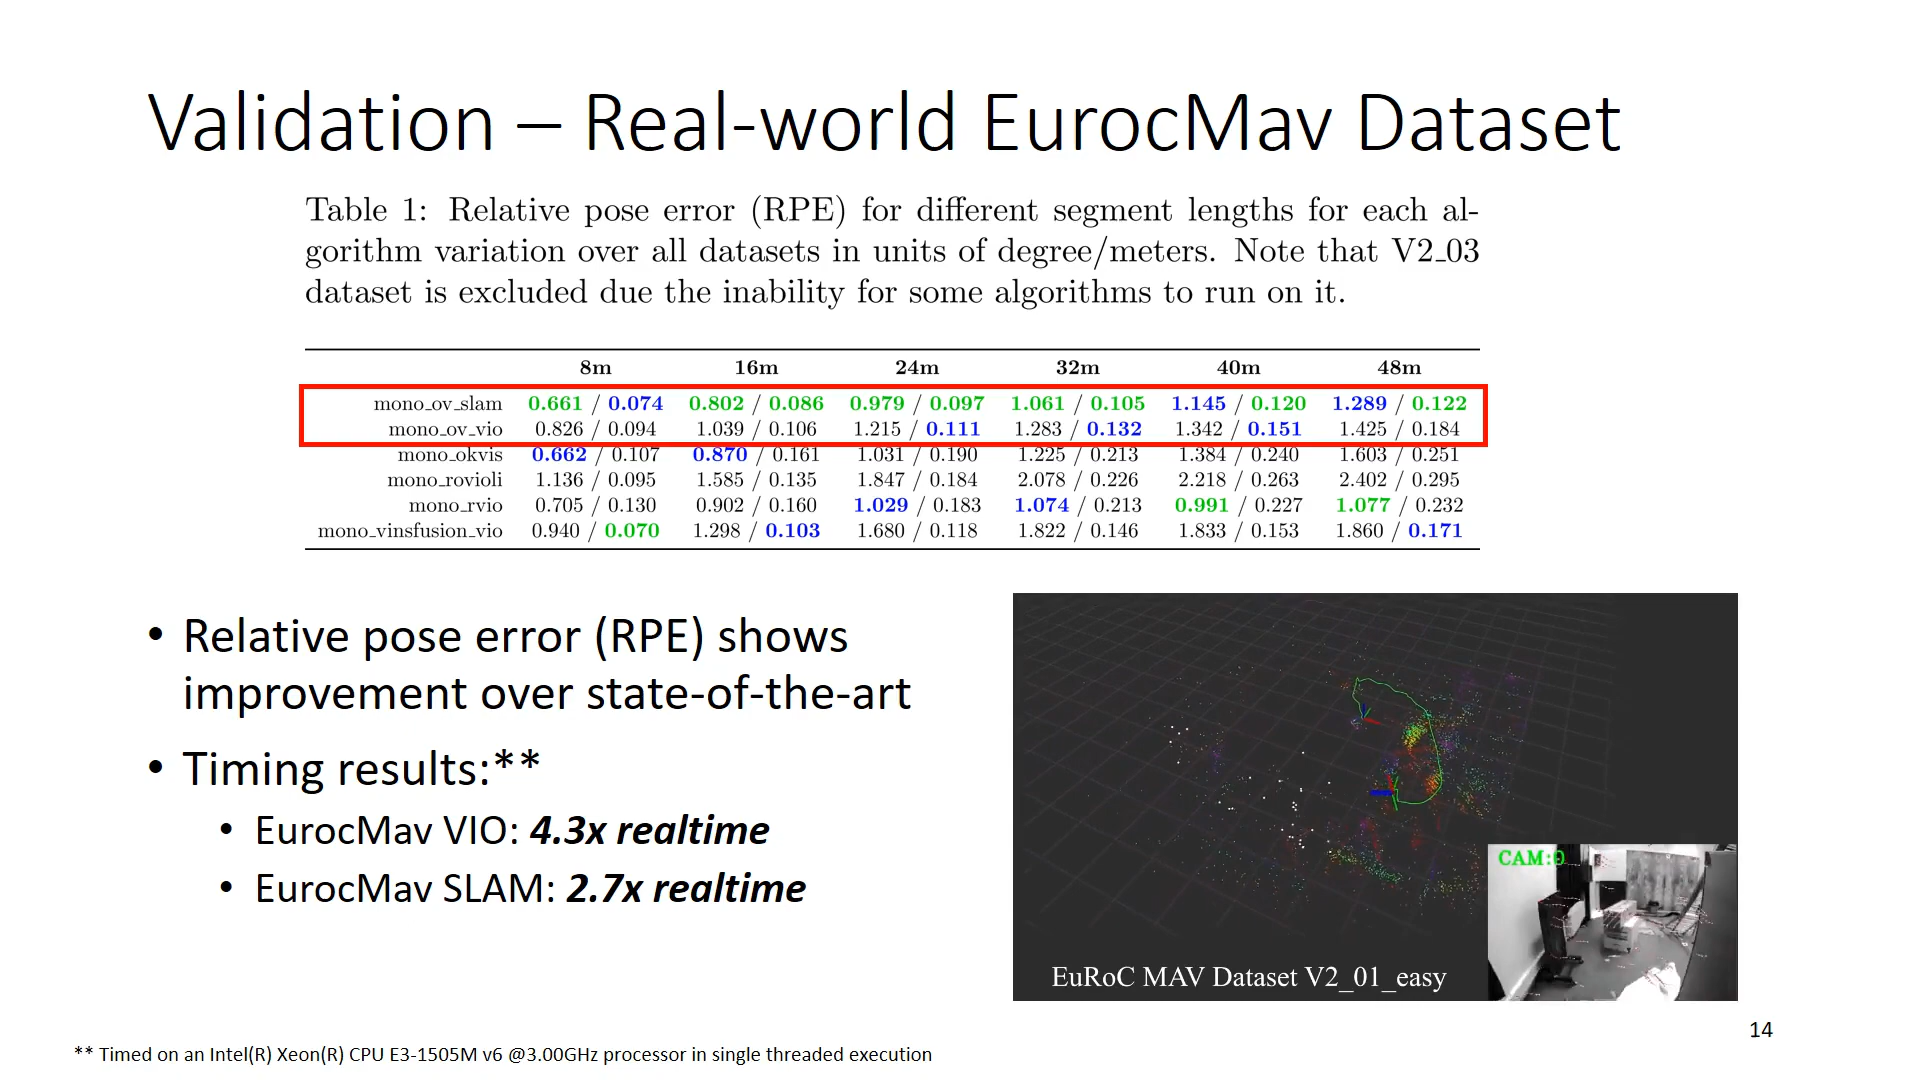 Validation – Real-world EurocMav Dataset
Table 1: Relative pose error (RPE) for different segment lengths for each al-
gorithm variation over all datasets in units of degree/meters. Note that V2_03
dataset is excluded due the inability for some algorithms to run on it.
8m 16m 24m 32m 40m 48m
mono_ov_slam 0.661 / 0.074 0.802 / 0.086 0.979 / 0.097 1.061 / 0.105 1.145 / 0.120 1.289 / 0.122
mono_ov_vio 0.826 / 0.094 1.039 / 0.106 1.215 / 0.111 1.283 / 0.132 1.342 / 0.151 1.425 / 0.184
mono_okvis 0.662 / 0.107 0.870 / 0.161 1.031 / 0.190 1.225 / 0.213 1.384 / 0.240 1.603 / 0.251
mono_rovioli 1.136 / 0.095 1.585 / 0.135 1.847 / 0.184 2.078 / 0.226 2.218 / 0.263 2.402 / 0.295
mono_rvio 0.705 / 0.130 0.902 / 0.160 1.029 / 0.183 1.074 / 0.213 0.991 / 0.227 1.077 / 0.232
mono_vinsfusion_vio 0.940 / 0.070 1.298 / 0.103 1.680 / 0.118 1.822 / 0.146 1.833 / 0.153 1.860 / 0.171
• Relative pose error (RPE) shows
improvement over state-of-the-art
• Timing results:**
• EurocMav VIO: 4.3x realtime
• EurocMav SLAM: 2.7x realtime
CAM:0
EuRoC MAV Dataset V2_01_easy
14
** Timed on an Intel(R) Xeon(R) CPU E3-1505M v6 @3.00GHz processor in single threaded execution